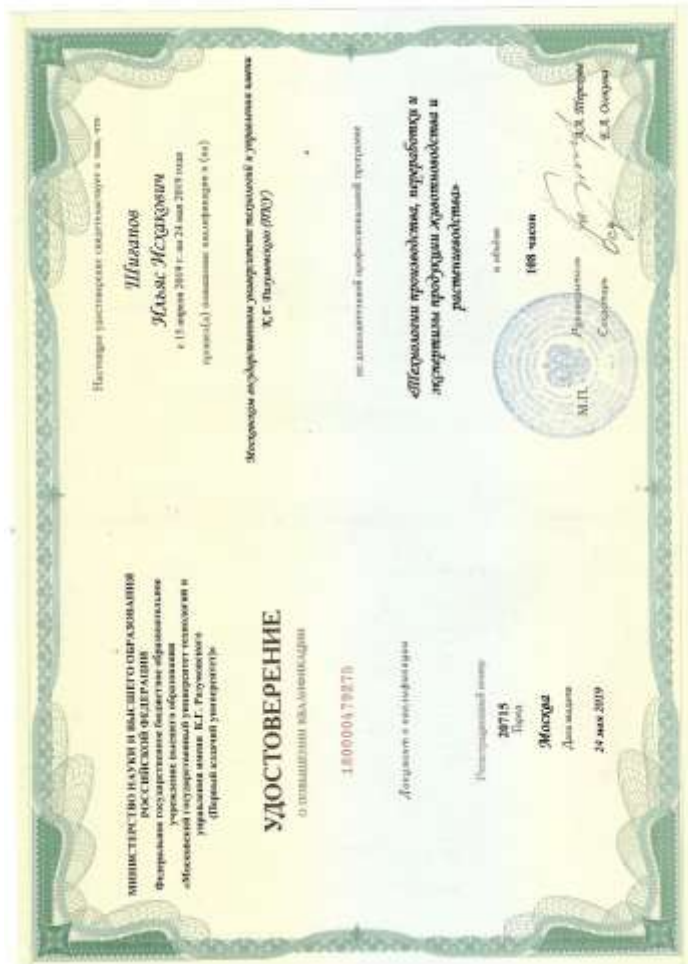 МИНИСТЕРСТВО НАУКИ И ВЫСШЕГО ОБРАЗОВАНИЯ
РОССИЙСКОЙ ФЕДЕРАЦИИ
Федеральное государственное бюджетное образовательное
учреждение высшего образования
«Московский государственный университет технологий и
управления имени К.Г. Разумовского
(Первый казачий университет)»
УДОСТОВЕРЕНИЕ
О ПОВЫШЕНИИ КВАЛИФИКАЦИИ
180000479275
Документ о квалификации
Регистрационный номер
20715
Город
Москва
Дата выдачи
24 мая 2019
Настоящее удостоверение свидетельствует о том, что
Шигапов
Ильяс Исхакович
с 15 апреля 2019 г. по 24 мая 2019 года
прошел(а) повышение квалификации в (на)
Московском государственном университете технологий и управления имени
К.Г. Разумовского (ПКУ)
по дополнительной профессиональной программе
«Технологии производства, переработки и
экспертизы продукции животноводства и
растениеводства»
в объёме
108 часов
М.П.
Руководитель
Секретарь